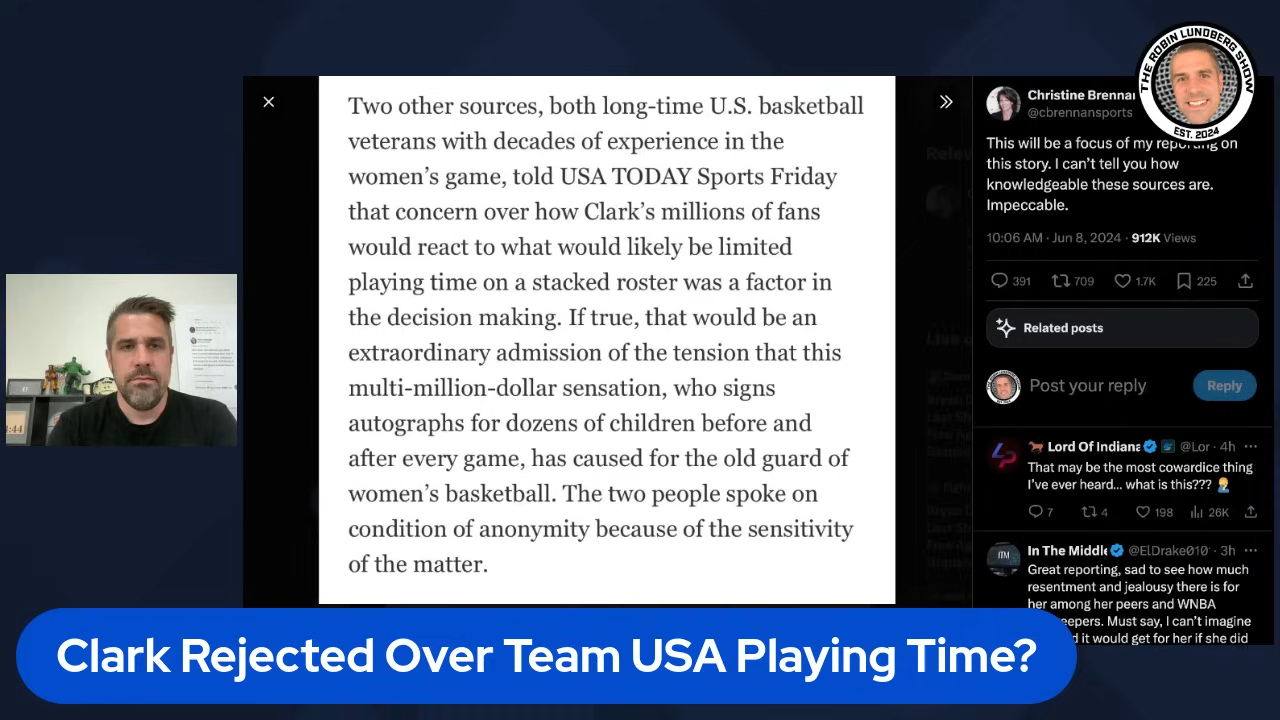 THE ROBIN LUNDBERG SHOW
EST. 2024
Two other sources, both long-time U.S. basketball
veterans with decades of experience in the
women's game, told USA TODAY Sports Friday
that concern over how Clark's millions of fans
would react to what would likely be limited
playing time on a stacked roster was a factor in
the decision making. If true, that would be an
extraordinary admission of the tension that this
multi-million-dollar sensation, who signs
autographs for dozens of children before and
after every game, has caused for the old guard of
women's basketball. The two people spoke on
condition of anonymity because of the sensitivity
of the matter.
Christine Brennan
@cbrennansports
This will be a focus of my reporting on
this story. I can't tell you how
knowledgeable these sources are.
Impeccable.
10:06 AM · Jun 8, 2024 · 912K Views
391 709 1.7K 225
Related posts
Post your reply
Reply
Lord Of Indiana @Lor · 4h ···
That may be the most cowardice thing
I've ever heard... what is this???
7 4 198 26K
ITM
In The Middle @ElDrake010 · 3h ···
Great reporting, sad to see how much
resentment and jealousy there is for
her among her peers and WNBA
eepers. Must say, I can't imagine
d it would get for her if she did
:44
Clark Rejected Over Team USA Playing Time?